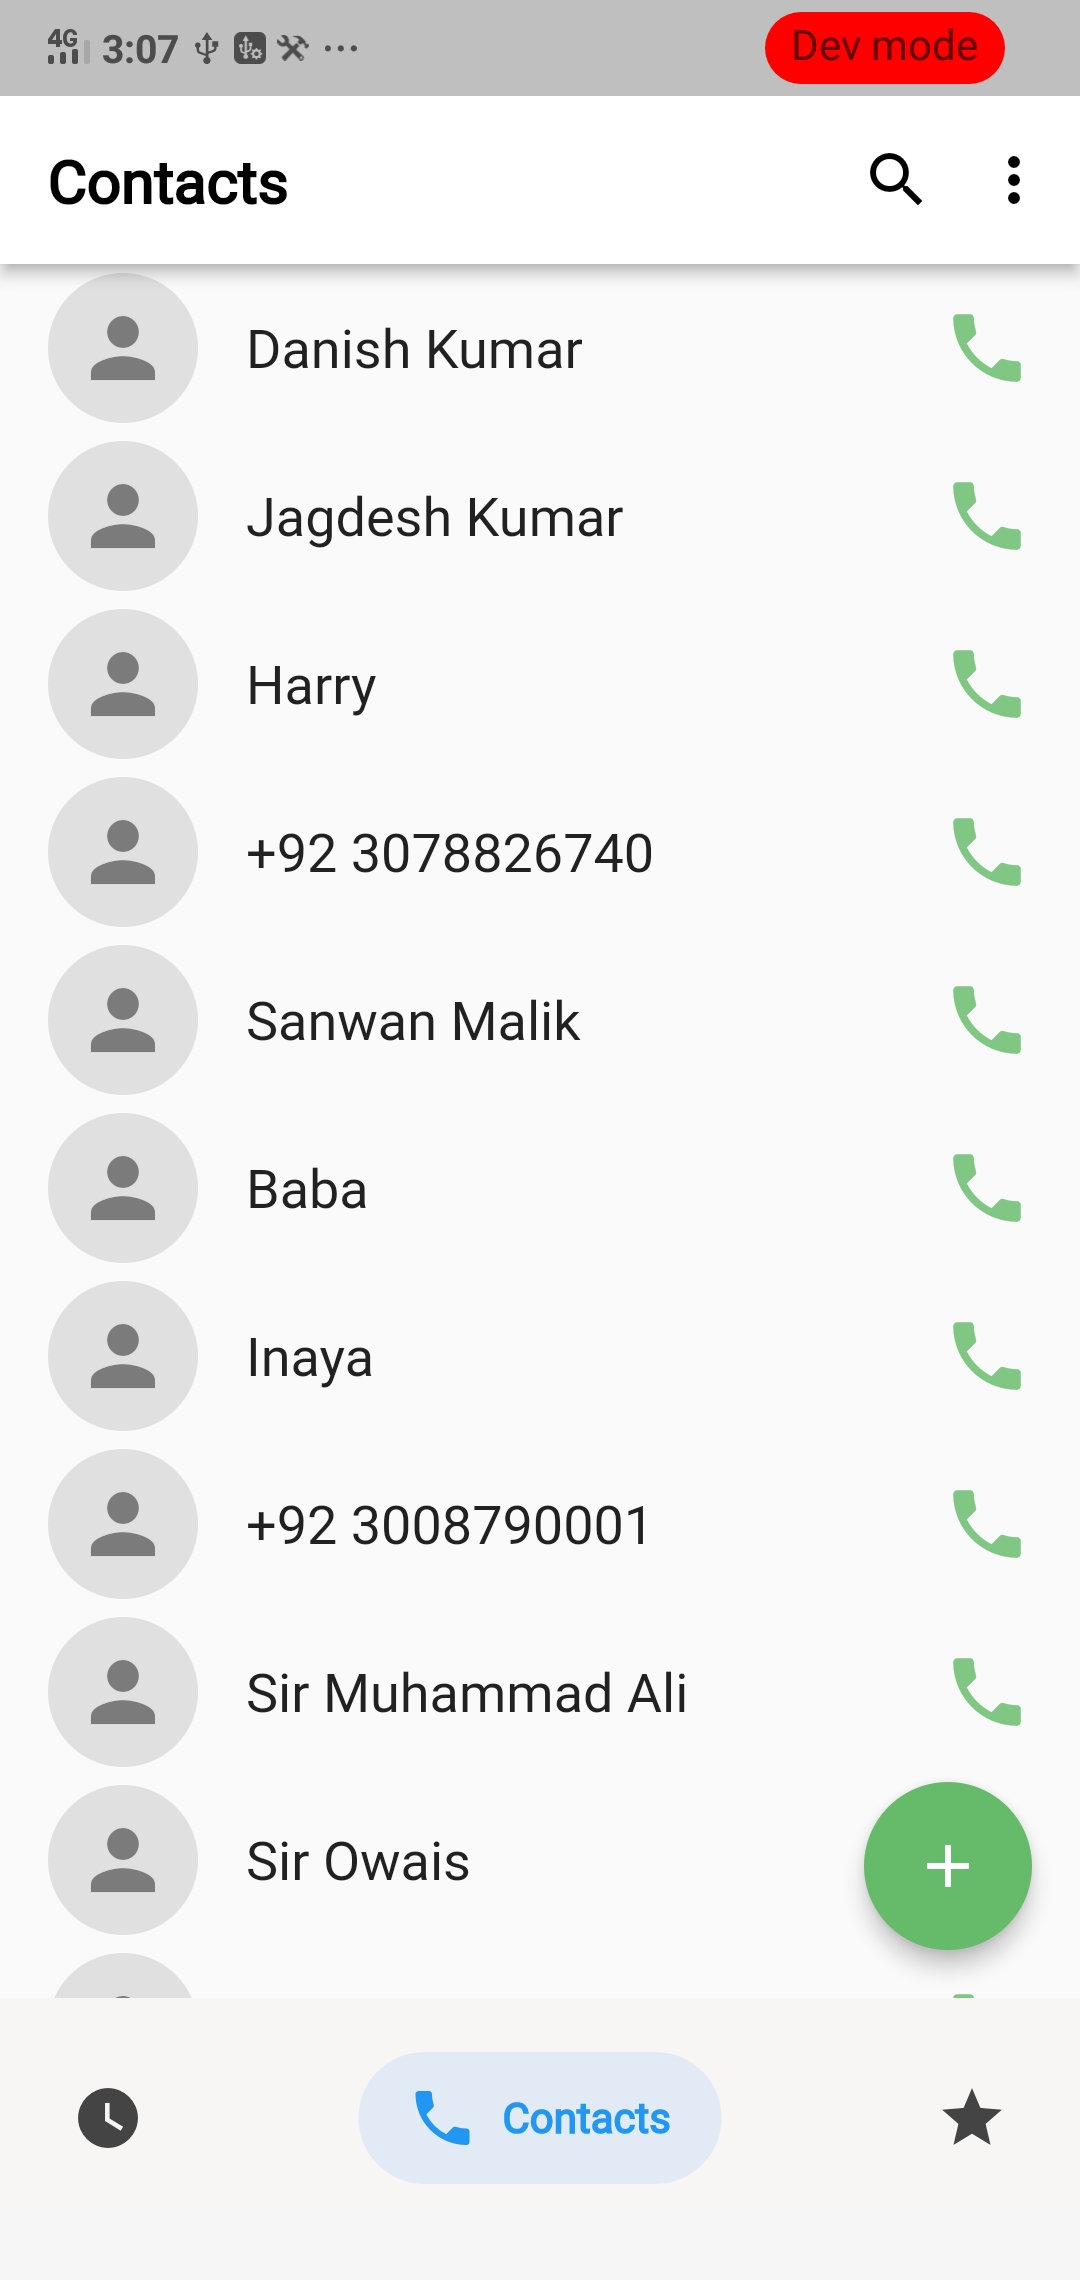 4G 3:07 Dev mode
Contacts
Danish Kumar
Jagdesh Kumar
Harry
+92 3078826740
Sanwan Malik
Baba
Inaya
+92 3008790001
Sir Muhammad Ali
Sir Owais
Contacts